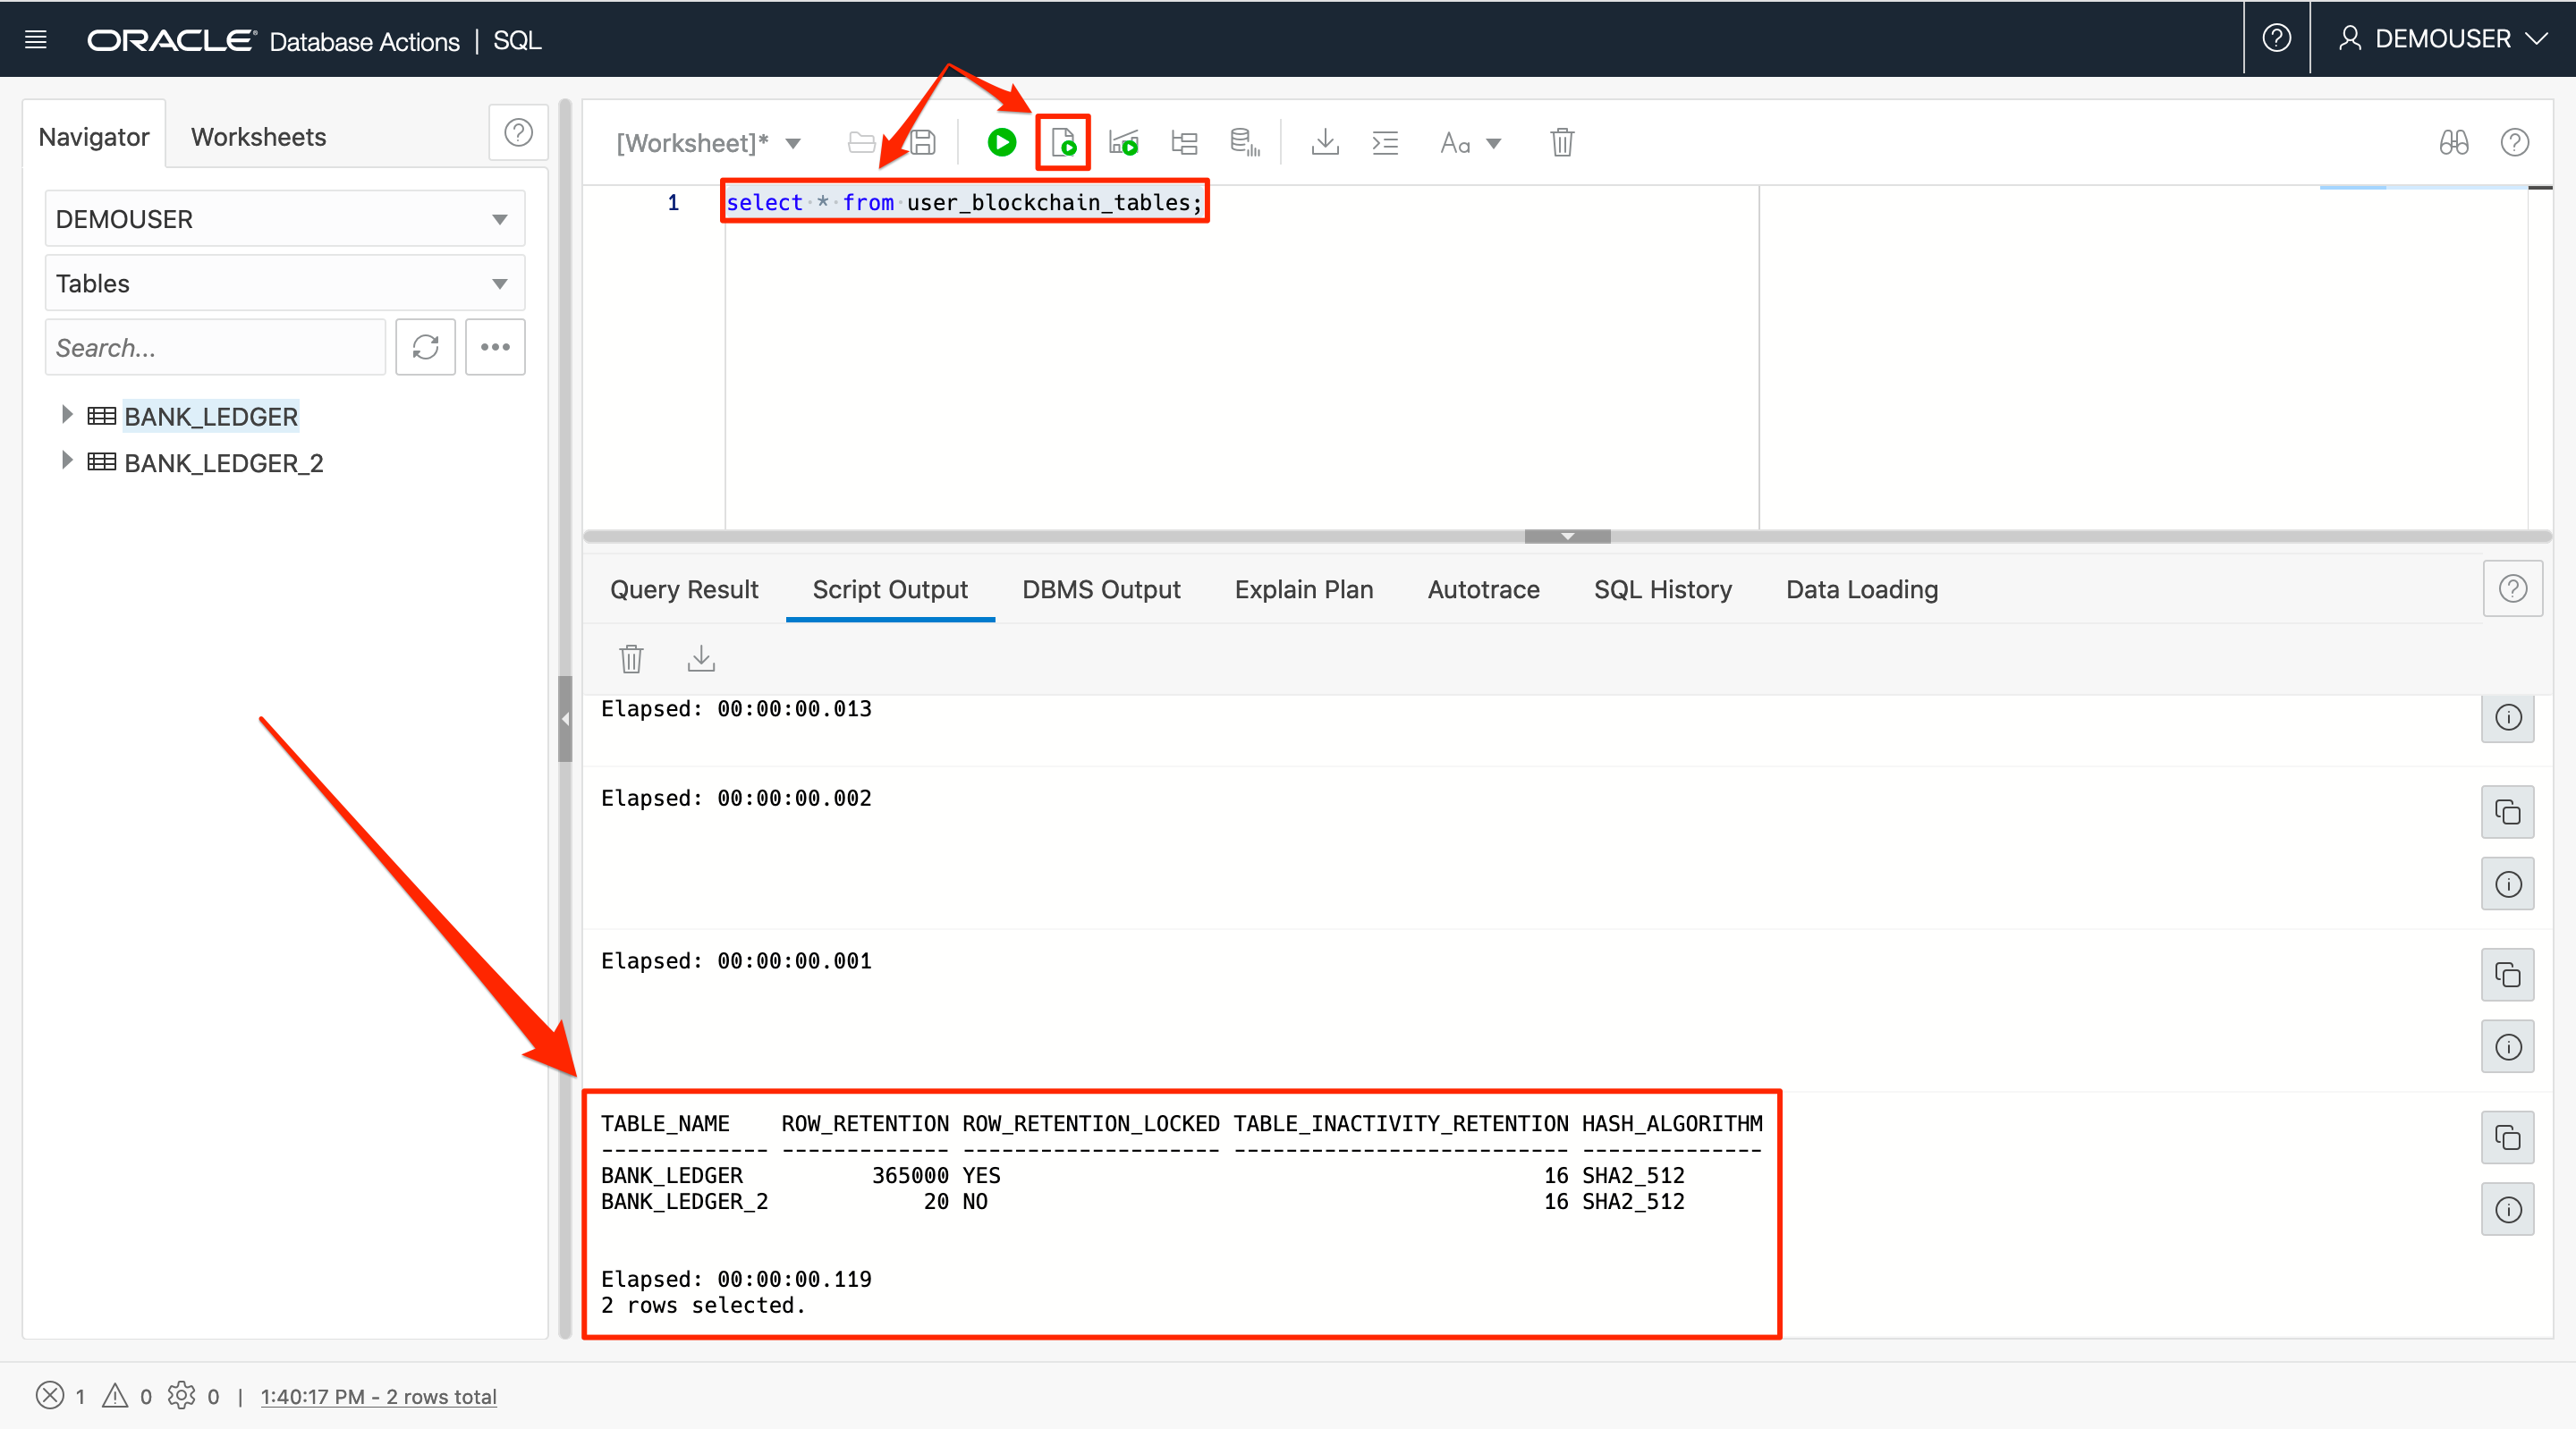 ORACLE Database Actions | SQL
DEMOUSER
Navigator
Worksheets
DEMOUSER
Tables
Search...
BANK_LEDGER
BANK_LEDGER_2
[Worksheet]*
Aa
1 select * from user_blockchain_tables;
Query Result Script Output DBMS Output Explain Plan Autotrace SQL History Data Loading
Elapsed: 00:00:00.013
Elapsed: 00:00:00.002
Elapsed: 00:00:00.001
TABLE_NAME ROW_RETENTION ROW_RETENTION_LOCKED TABLE_INACTIVITY_RETENTION HASH_ALGORITHM
------------- ------------- -------------------- -------------------------- --------------
BANK_LEDGER 365000 YES 16 SHA2_512
BANK_LEDGER_2 20 NO 16 SHA2_512
Elapsed: 00:00:00.119
2 rows selected.
1 0 0 | 1:40:17 PM - 2 rows total